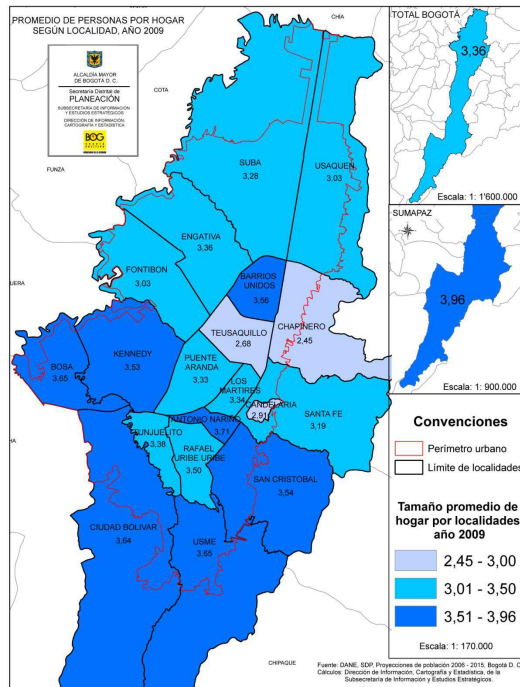 PROMEDIO DE PERSONAS POR HOGAR
SEGÚN LOCALIDAD, AÑO 2009
ALCALDÍA MAYOR
DE BOGOTÁ D. C.
Secretaría Distrital de
PLANEACIÓN
SUBSECRETARÍA DE INFORMACIÓN
Y ESTUDIOS ESTRATÉGICOS
DIRECCIÓN DE INFORMACIÓN,
CARTOGRAFÍA Y ESTADÍSTICA
BOG
CHÍA
COTA
FUNZA
SUBA
3,28
USAQUEN
3,03
ENGATIVA
3,36
FONTIBON
3,03
BARRIOS
UNIDOS
3,56
UERA
TEUSAQUILLO
2,68
CHAPINERO
2,45
BOSA
3,65
KENNEDY
3,53
PUENTE
ARANDA
3,33
LOS
MARTIRES
3,34
CANDELARIA
2,91
SANTA FE
3,19
HA
ANTONIO NARIÑO
3,71
TUNJUELITO
3,38
RAFAEL
URIBE URIBE
3,50
SAN CRISTOBAL
3,54
CIUDAD BOLIVAR
3,64
USME
3,65
CHIPAQUE
TOTAL BOGOTÁ
3,36
Escala: 1: 1'600.000
SUMAPAZ
3,96
Escala: 1: 900.000
Convenciones
Perímetro urbano
Límite de localidades
Tamaño promedio de
hogar por localidades
año 2009
2,45 - 3,00
3,01 - 3,50
3,51 - 3,96
Escala: 1: 170.000
Fuente: DANE, SDP, Proyecciones de población 2006 - 2015, Bogotá D. C.
Cálculos: Dirección de Información, Cartografía y Estadística, de la
Subsecretaría de Información y Estudios Estratégicos.